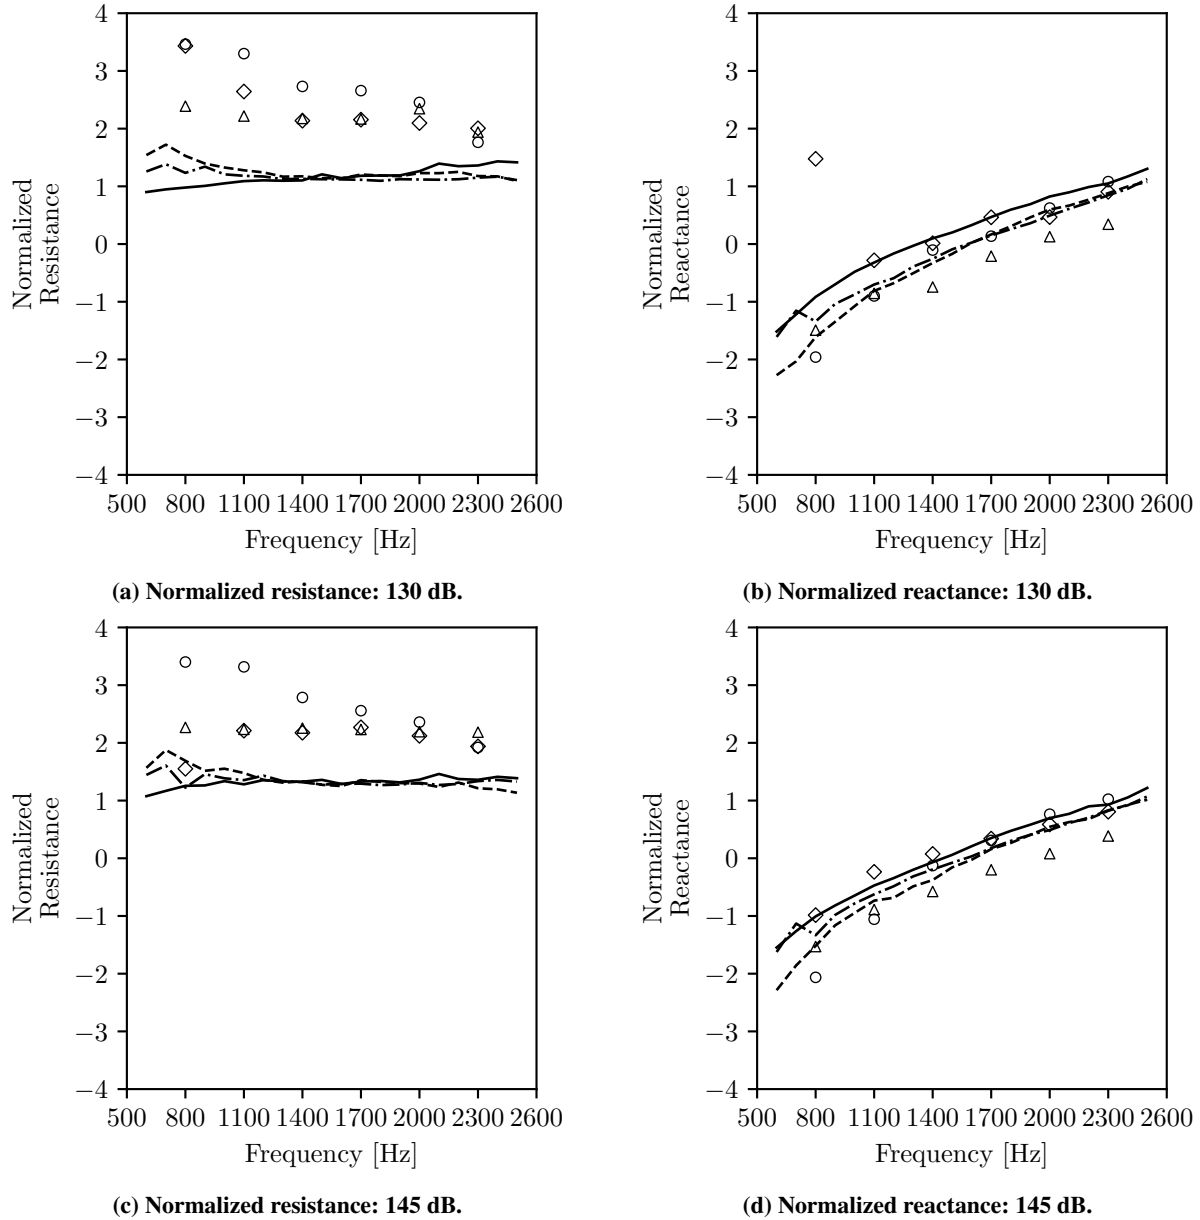 4
3
2
1
0
−1
−2
−3
−4
Normalized
Resistance
500 800 1100 1400 1700 2000 2300 2600
Frequency [Hz]
(a) Normalized resistance: 130 dB.
4
3
2
1
0
−1
−2
−3
−4
Normalized
Reactance
500 800 1100 1400 1700 2000 2300 2600
Frequency [Hz]
(b) Normalized reactance: 130 dB.
4
3
2
1
0
−1
−2
−3
−4
Normalized
Resistance
500 800 1100 1400 1700 2000 2300 2600
Frequency [Hz]
(c) Normalized resistance: 145 dB.
4
3
2
1
0
−1
−2
−3
−4
Normalized
Reactance
500 800 1100 1400 1700 2000 2300 2600
Frequency [Hz]
(d) Normalized reactance: 145 dB.